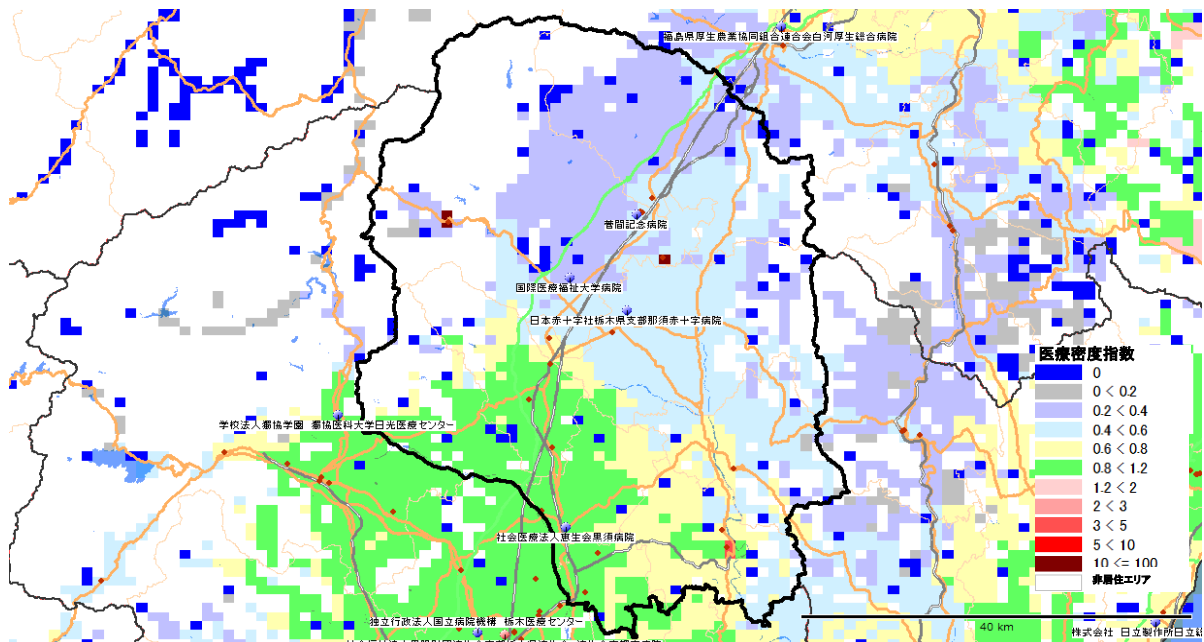 福島県厚生農業協同組合連合会白河厚生総合病院
菅間記念病院
国際医療福祉大学病院
日本赤十字社栃木県支部那須赤十字病院
学校法人獨協学園 獨協医科大学日光医療センター
社会医療法人恵生会黒須病院
独立行政法人国立病院機構 栃木医療センター
医療密度指数
0
0 < 0.2
0.2 < 0.4
0.4 < 0.6
0.6 < 0.8
0.8 < 1.2
1.2 < 2
2 < 3
3 < 5
5 < 10
10 <= 100
非居住エリア
40 km
株式会社 日立製作所日立